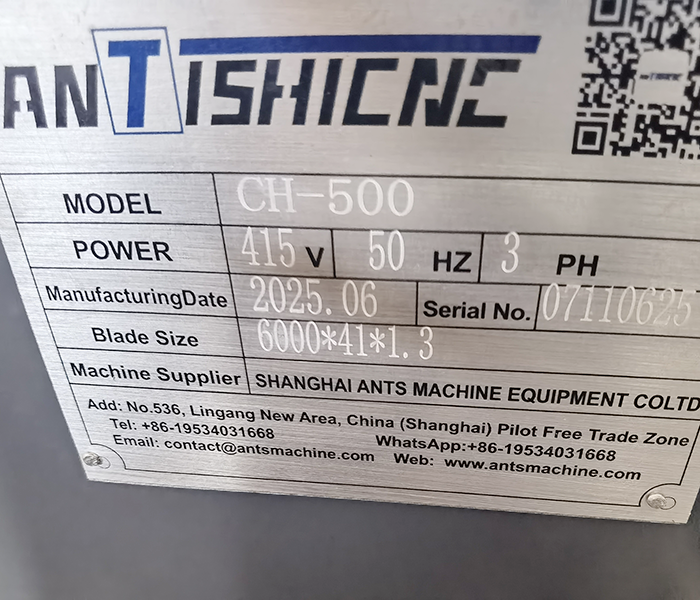 ANTISHICNC
MODEL CH-500
POWER 415 V 50 HZ 3 PH
ManufacturingDate 2025.06 Serial No. 07110625
Blade Size 6000*41*1.3
Machine Supplier SHANGHAI ANTS MACHINE EQUIPMENT COLTD
Add: No.536, Lingang New Area, China (Shanghai) Pilot Free Trade Zone
Tel: +86-19534031668 WhatsApp:+86-19534031668
Email: contact@antsmachine.com Web: www.antsmachine.com